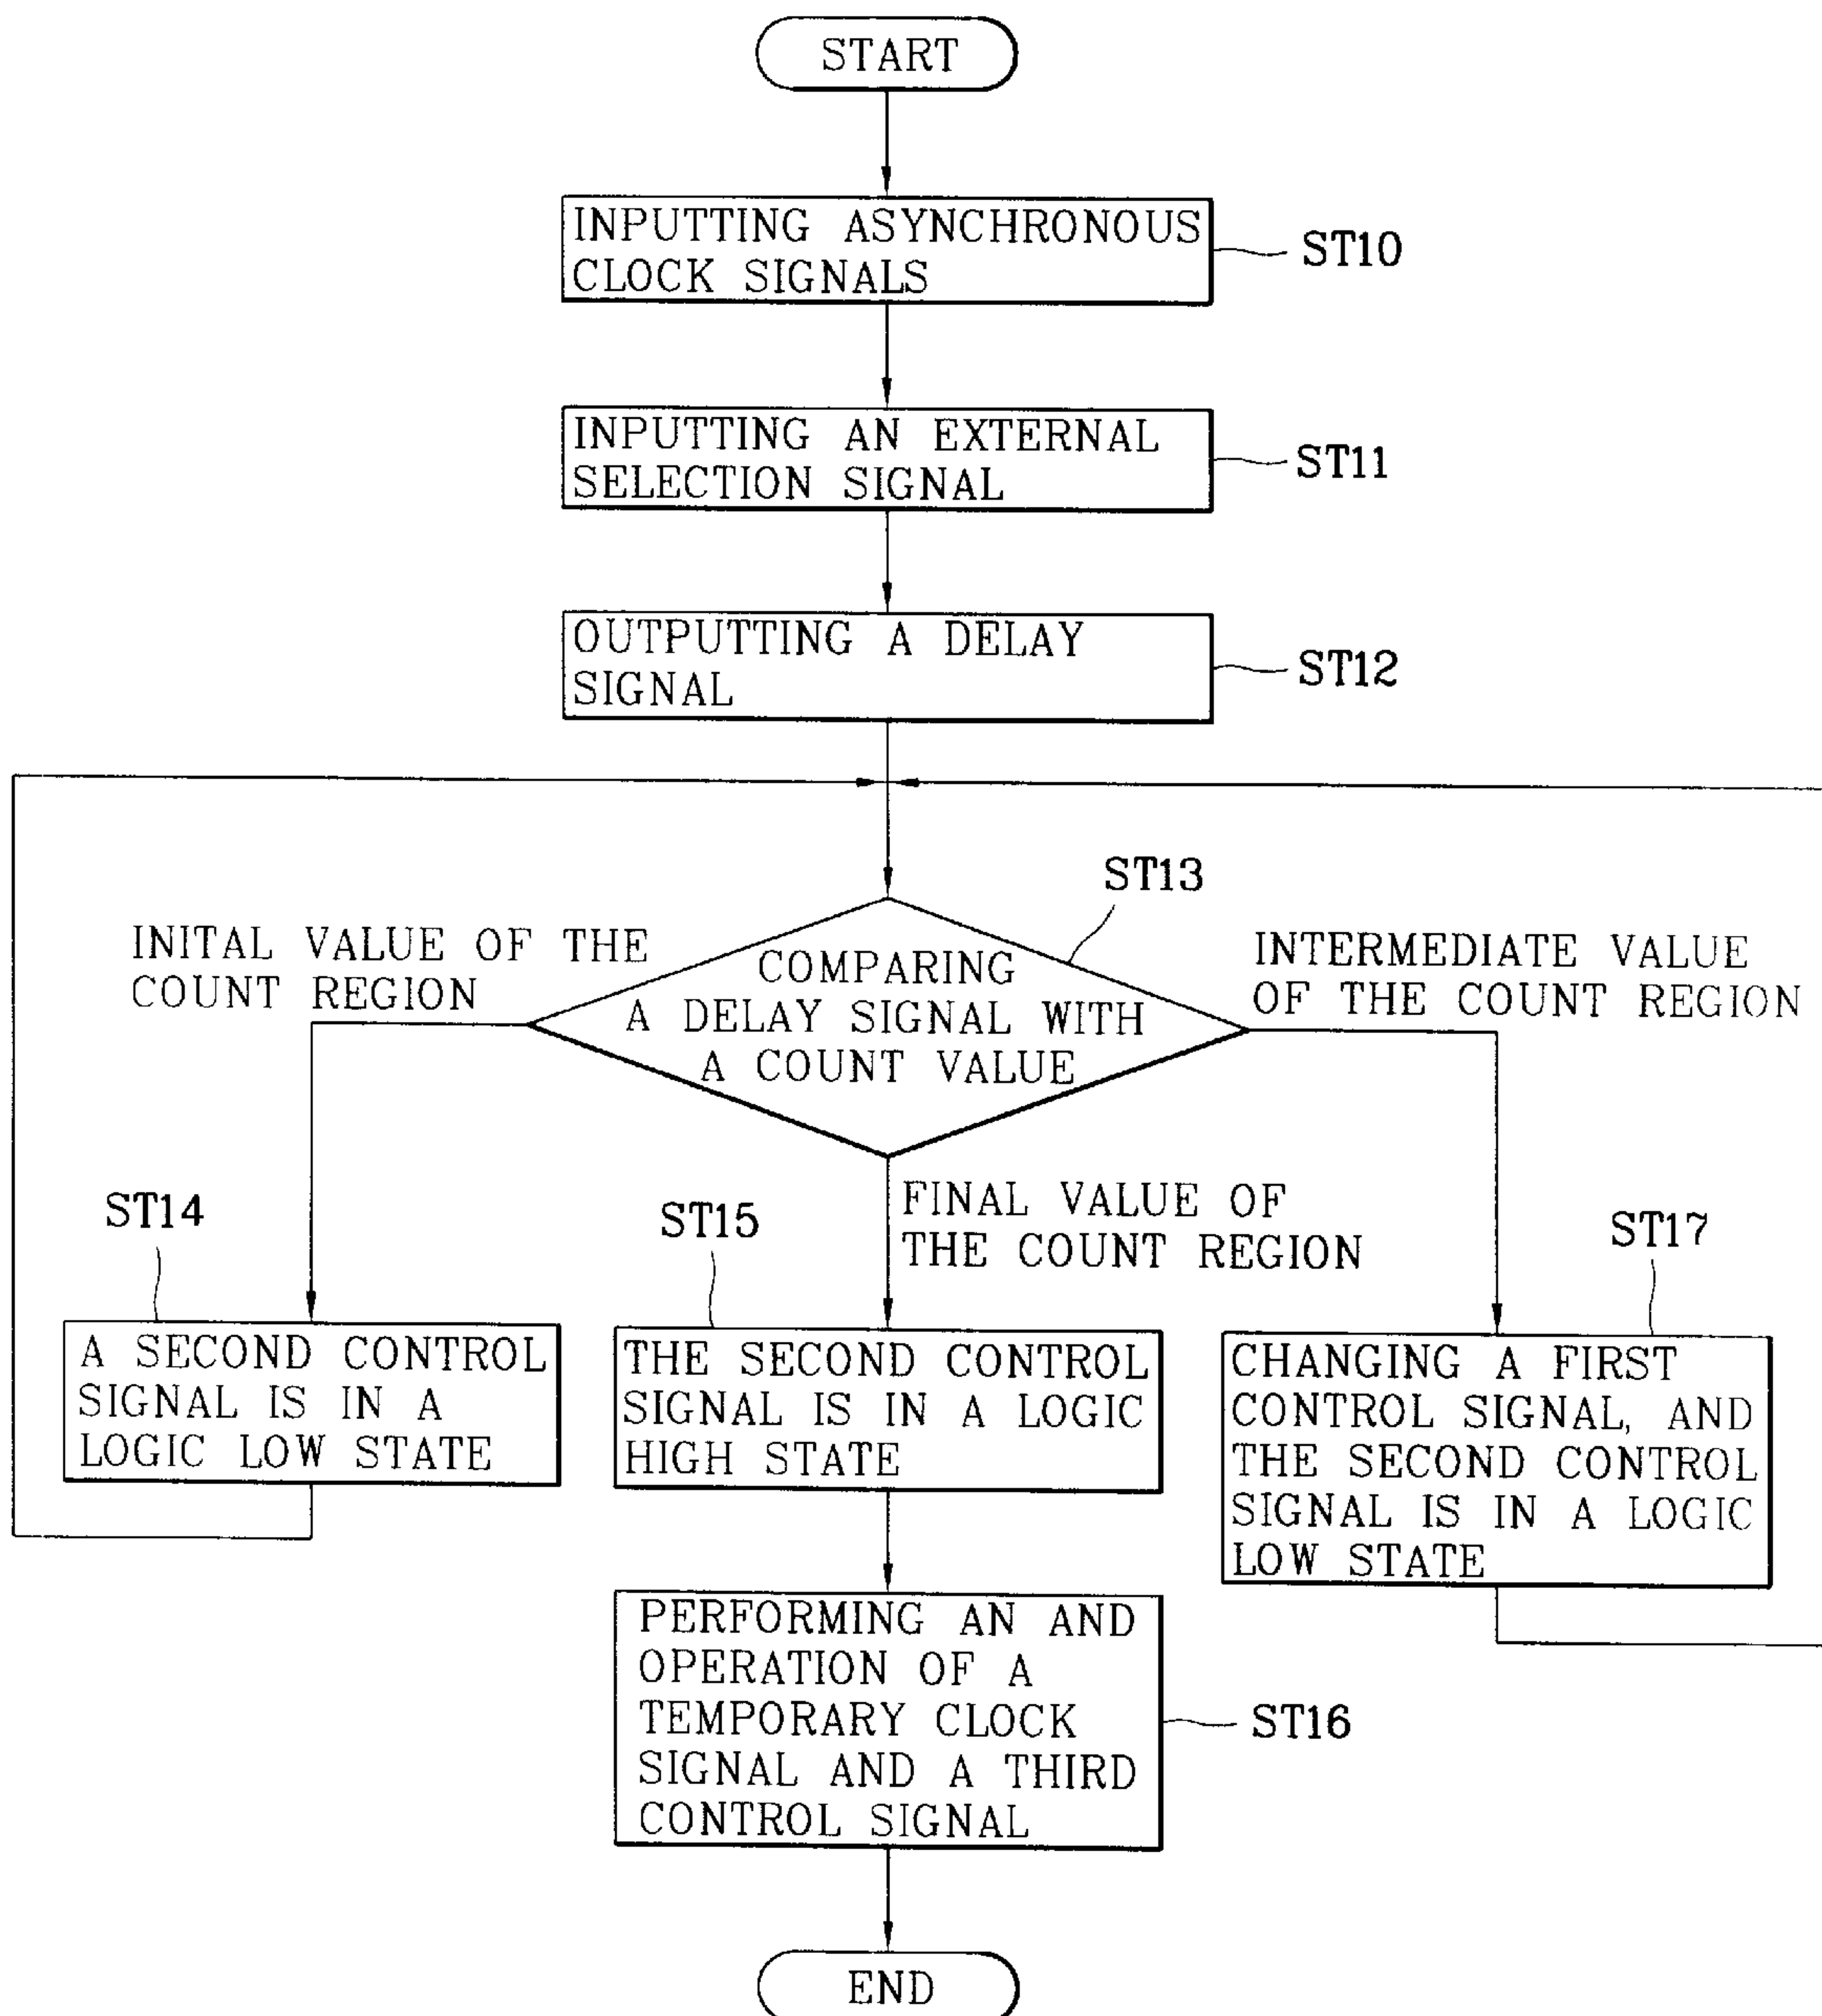 START
INPUTTING ASYNCHRONOUS
CLOCK SIGNALS
ST10
INPUTTING AN EXTERNAL
SELECTION SIGNAL
ST11
OUTPUTTING A DELAY
SIGNAL
ST12
ST13
INITAL VALUE OF THE
COUNT REGION
COMPARING
A DELAY SIGNAL WITH
A COUNT VALUE
INTERMEDIATE VALUE
OF THE COUNT REGION
FINAL VALUE OF
THE COUNT REGION
ST14
A SECOND CONTROL
SIGNAL IS IN A
LOGIC LOW STATE
ST15
THE SECOND CONTROL
SIGNAL IS IN A LOGIC
HIGH STATE
ST17
CHANGING A FIRST
CONTROL SIGNAL, AND
THE SECOND CONTROL
SIGNAL IS IN A LOGIC
LOW STATE
PERFORMING AN AND
OPERATION OF A
TEMPORARY CLOCK
SIGNAL AND A THIRD
CONTROL SIGNAL
ST16
END